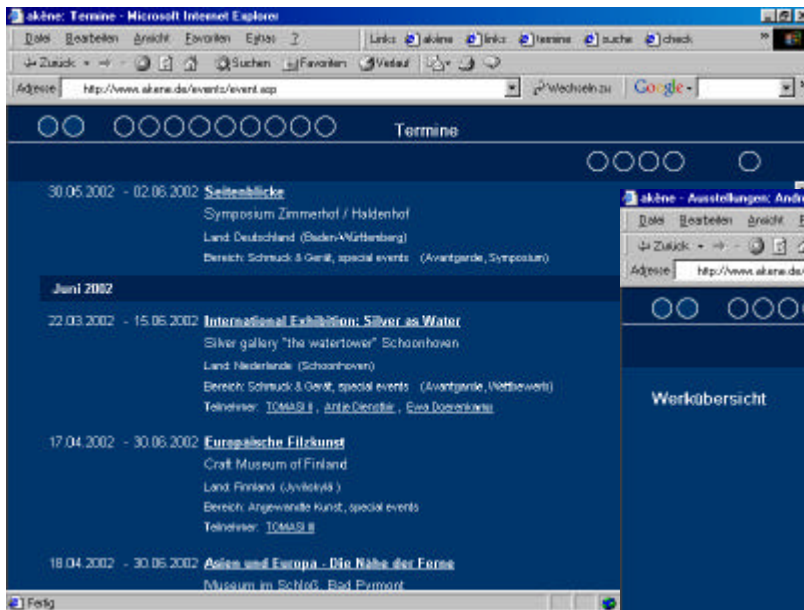 akène: Termine - Microsoft Internet Explorer
Datei Bearbeiten Ansicht Favoriten Extras ? Links akène links termine suche check »
Zurück Suchen Favoriten Verlauf
Adresse http://www.akene.de/events/event.asp Wechseln zu Google
Termine
30.05.2002 - 02.06.2002 Seitenblicke
Symposium Zimmerhof / Haldenhof
Land: Deutschland (Baden-Württemberg)
Bereich: Schmuck & Gerät, special events (Avantgarde, Symposium)
Juni 2002
22.03.2002 - 15.06.2002 International Exhibition: Silver as Water
Silver gallery "the watertower" Schoonhoven
Land: Niederlande (Schoonhoven)
Bereich: Schmuck & Gerät, special events (Avantgarde, Wettbewerb)
Teilnehmer: TOMASI II , Antje Dienstbir , Ewa Doerenkamp
17.04.2002 - 30.06.2002 Europäische Filzkunst
Craft Museum of Finland
Land: Finnland (Jyväskylä )
Bereich: Angewandte Kunst, special events
Teilnehmer: TOMASI II
18.04.2002 - 30.06.2002 Asien und Europa - Die Nähe der Ferne
Museum im Schloß, Bad Pyrmont
Fertig
akène - Ausstellungen: Andre
Datei Bearbeiten Ansicht F
Zurück
Adresse http://www.akene.de/
Werkübersicht